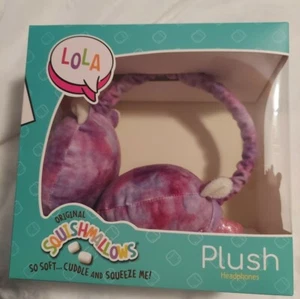 LOLA
ORIGINAL
SQUISHMALLOWS
SO SOFT... CUDDLE AND SQUEEZE ME!
Plush
Headphones